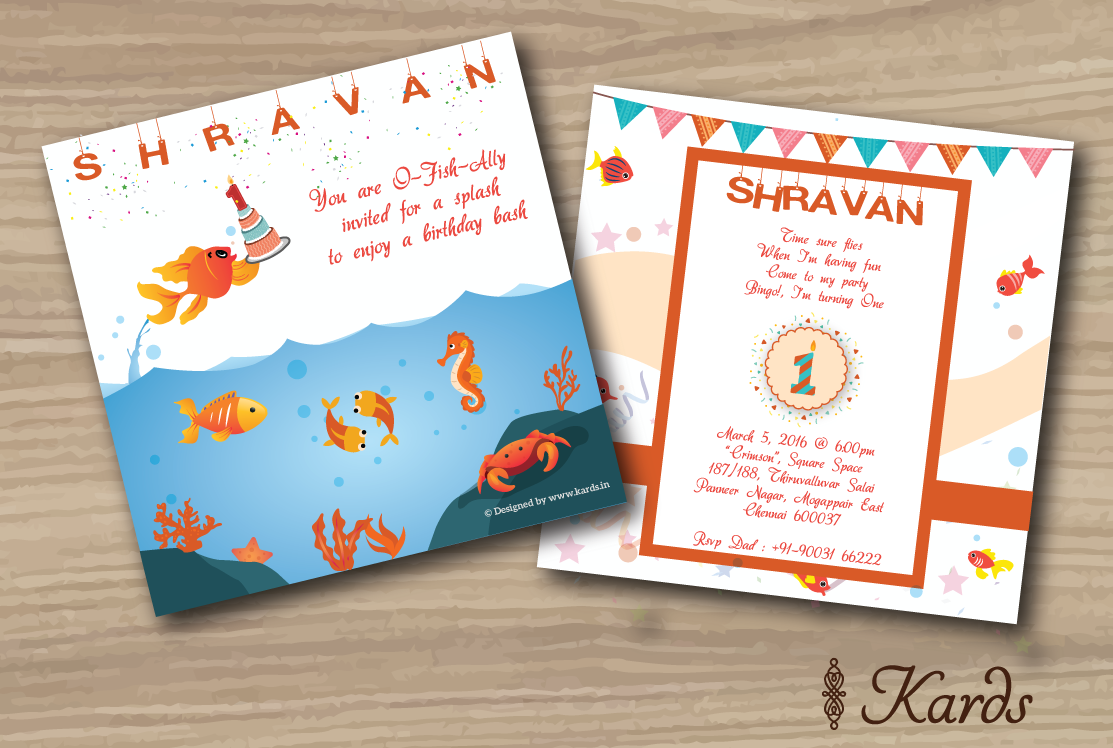 SHRAVAN
You are O-Fish-Ally
invited for a splash
to enjoy a birthday bash
1
© Designed by www.kards.in
SHRAVAN
Time sure flies
When I'm having fun
Come to my party
Bingo!, I'm turning One
1
March 5, 2016 @ 6:00pm
"Crimson", Square Space
187/188, Thiruvalluvar Salai
Panneer Nagar, Mogappair East
Chennai 600037
Rsvp Dad : +91-90031 66222
Kards